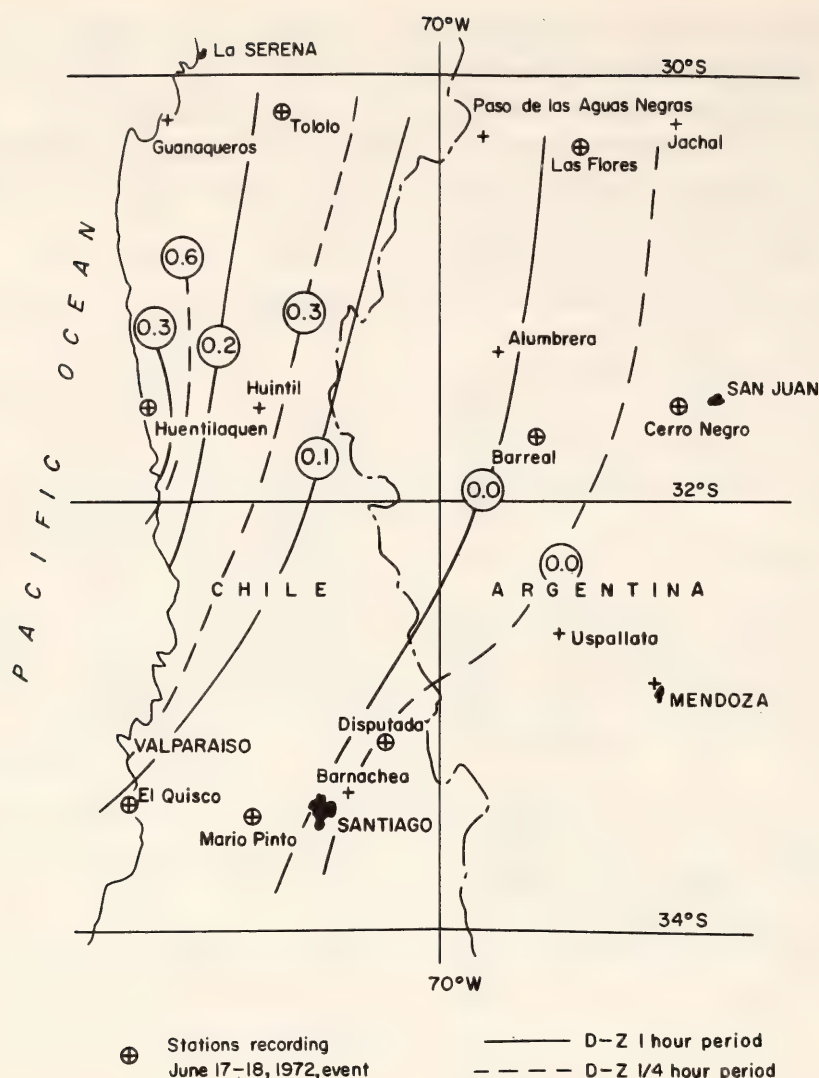 70°W
La SERENA
30°S
Paso de las Aguas Negras
Tololo
Guanaqueros
Las Flores
Jachal
PACIFIC OCEAN
0.6
0.3
0.3
0.2
Alumbrera
Huintil
SAN JUAN
Huentilaquen
Cerro Negro
Barreal
0.1
0.0
32°S
0.0
CHILE
ARGENTINA
Uspallata
MENDOZA
Disputada
VALPARAISO
Barnachea
El Quisco
SANTIAGO
Mario Pinto
34°S
70°W
Stations recording
June 17-18, 1972, event
D-Z 1 hour period
D-Z 1/4 hour period